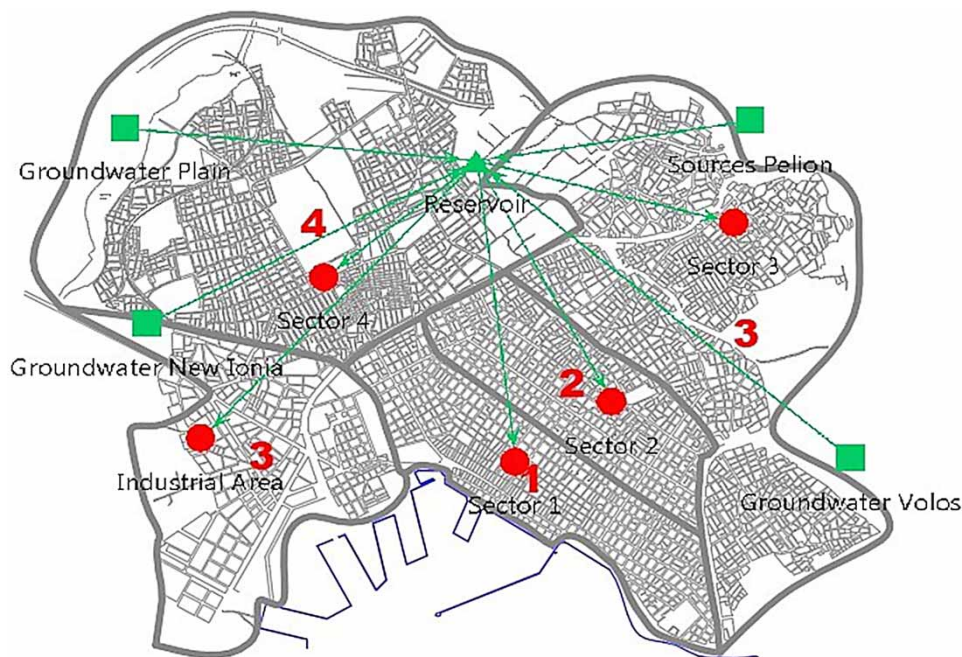 Groundwater Plain
Sources Pelion
Reservoir
4
Sector 3
Sector 4
3
Groundwater New Ionia
2
Sector 2
3
Industrial Area
1
Sector 1
Groundwater Volos